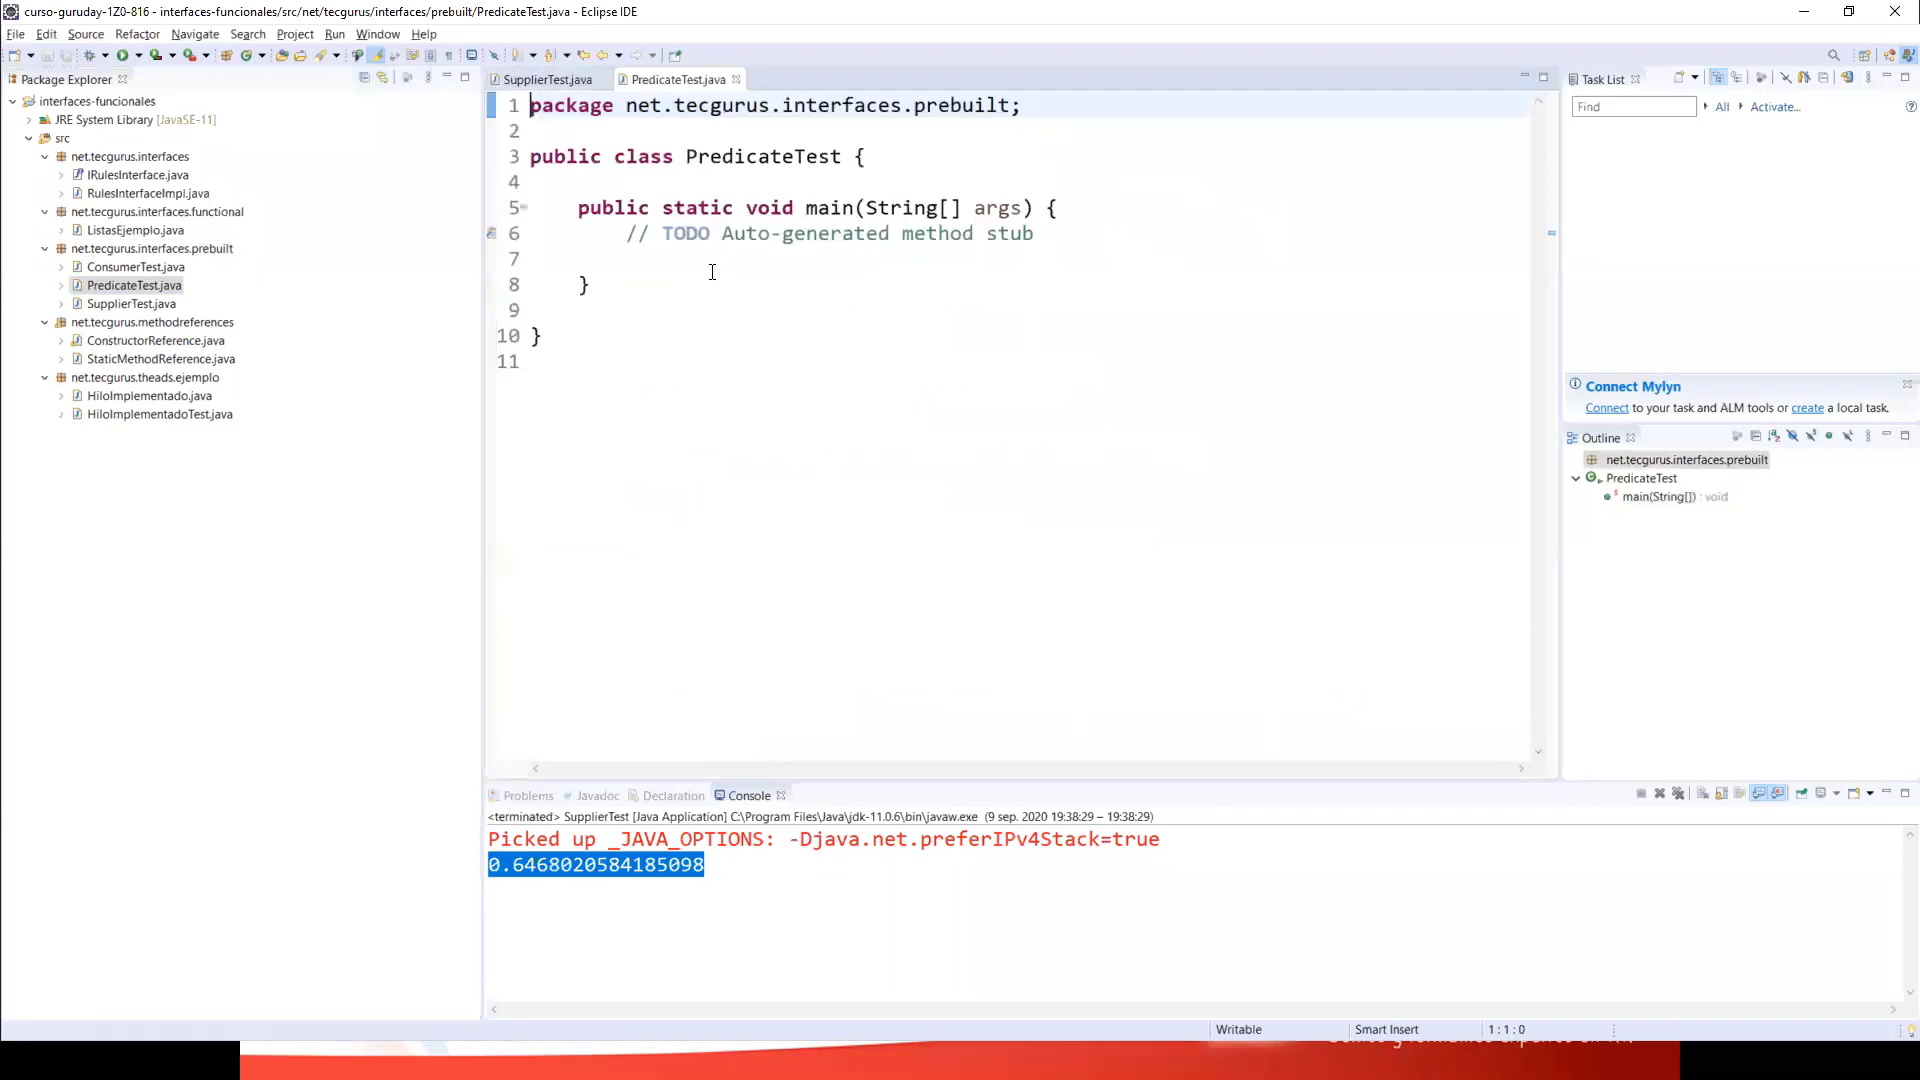 curso-guruday-1Z0-816 - interfaces-funcionales/src/net/tecgurus/interfaces/prebuilt/PredicateTest.java - Eclipse IDE
File Edit Source Refactor Navigate Search Project Run Window Help
Package Explorer
interfaces-funcionales
JRE System Library [JavaSE-11]
src
net.tecgurus.interfaces
IRulesInterface.java
RulesInterfaceImpl.java
net.tecgurus.interfaces.functional
ListasEjemplo.java
net.tecgurus.interfaces.prebuilt
ConsumerTest.java
PredicateTest.java
SupplierTest.java
net.tecgurus.methodreferences
ConstructorReference.java
StaticMethodReference.java
net.tecgurus.theads.ejemplo
HiloImplementado.java
HiloImplementadoTest.java
SupplierTest.java PredicateTest.java
1 package net.tecgurus.interfaces.prebuilt;
2
3 public class PredicateTest {
4
5 public static void main(String[] args) {
6 // TODO Auto-generated method stub
7
8 }
9
10 }
11
Task List
Find All Activate...
Connect Mylyn
Connect to your task and ALM tools or create a local task.
Outline
net.tecgurus.interfaces.prebuilt
PredicateTest
main(String[]) : void
Problems Javadoc Declaration Console
<terminated> SupplierTest [Java Application] C:\Program Files\Java\jdk-11.0.6\bin\javaw.exe (9 sep. 2020 19:38:29 – 19:38:29)
Picked up _JAVA_OPTIONS: -Djava.net.preferIPv4Stack=true
0.6468020584185098
Writable Smart Insert 1 : 1 : 0